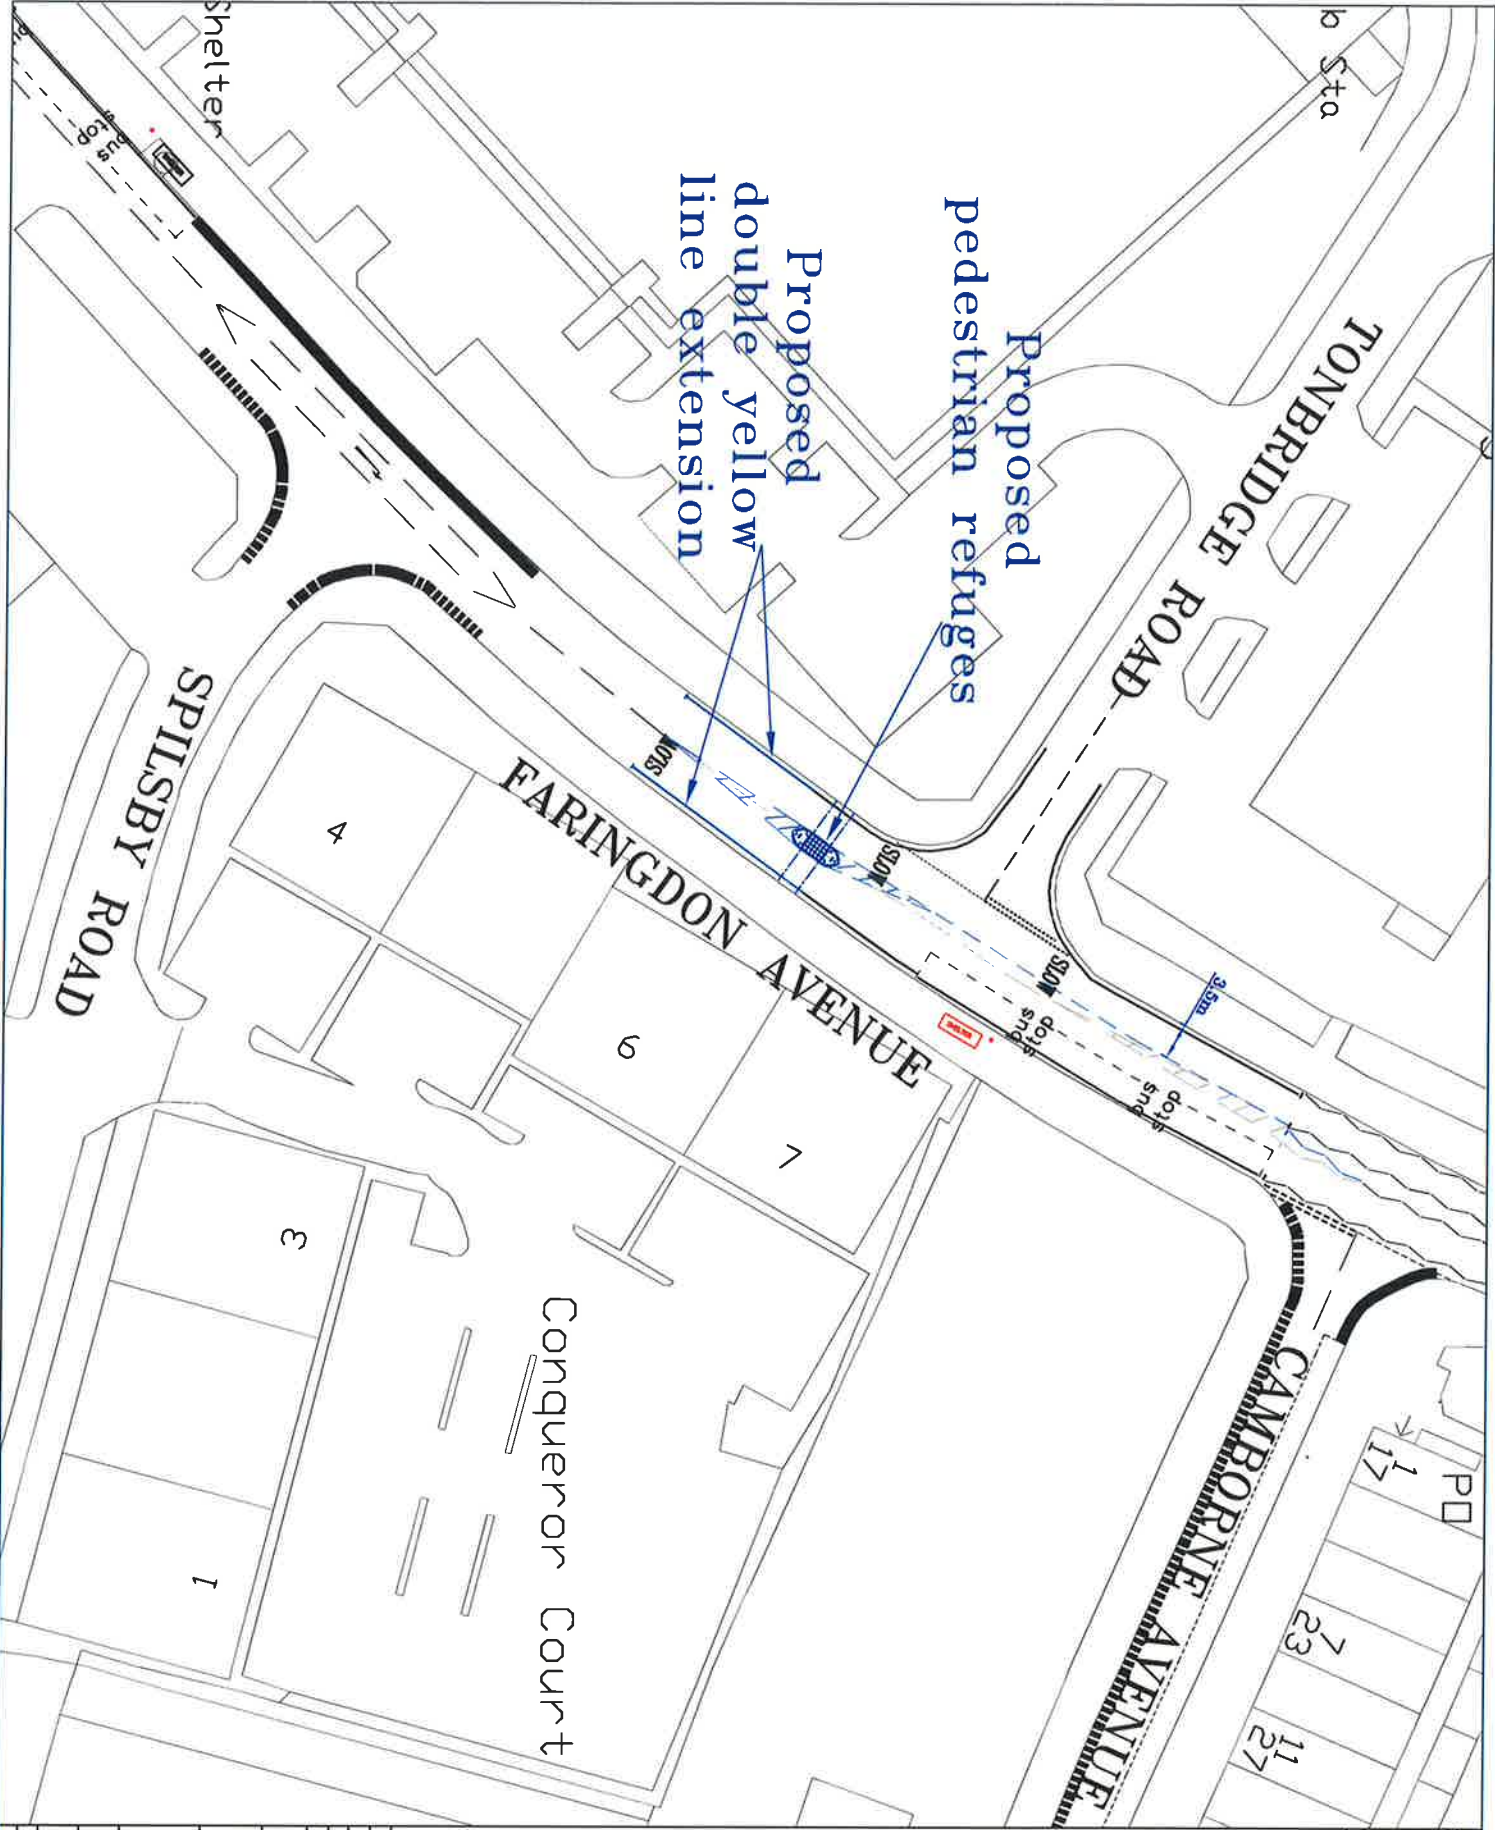 TONBRIDGE ROAD
Proposed
pedestrian refuges
Proposed
double yellow
line extension
b Sta
Shelter
bus
stop
SLOW
SLOW
SLOW
3.5m
bus
stop
bus
stop
FARINGDON AVENUE
SPILSBY ROAD
CAMBORNE AVENUE
PO
1
17
7
23
11
27
4
6
7
3
1
Conqueror Court